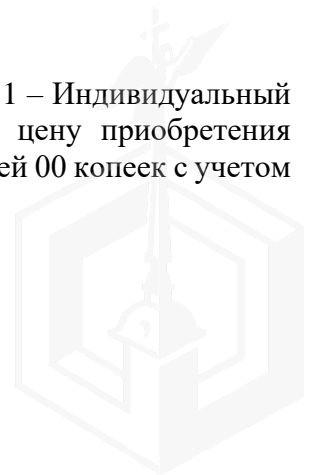 1 – Индивидуальный
цену приобретения
ей 00 копеек с учетом